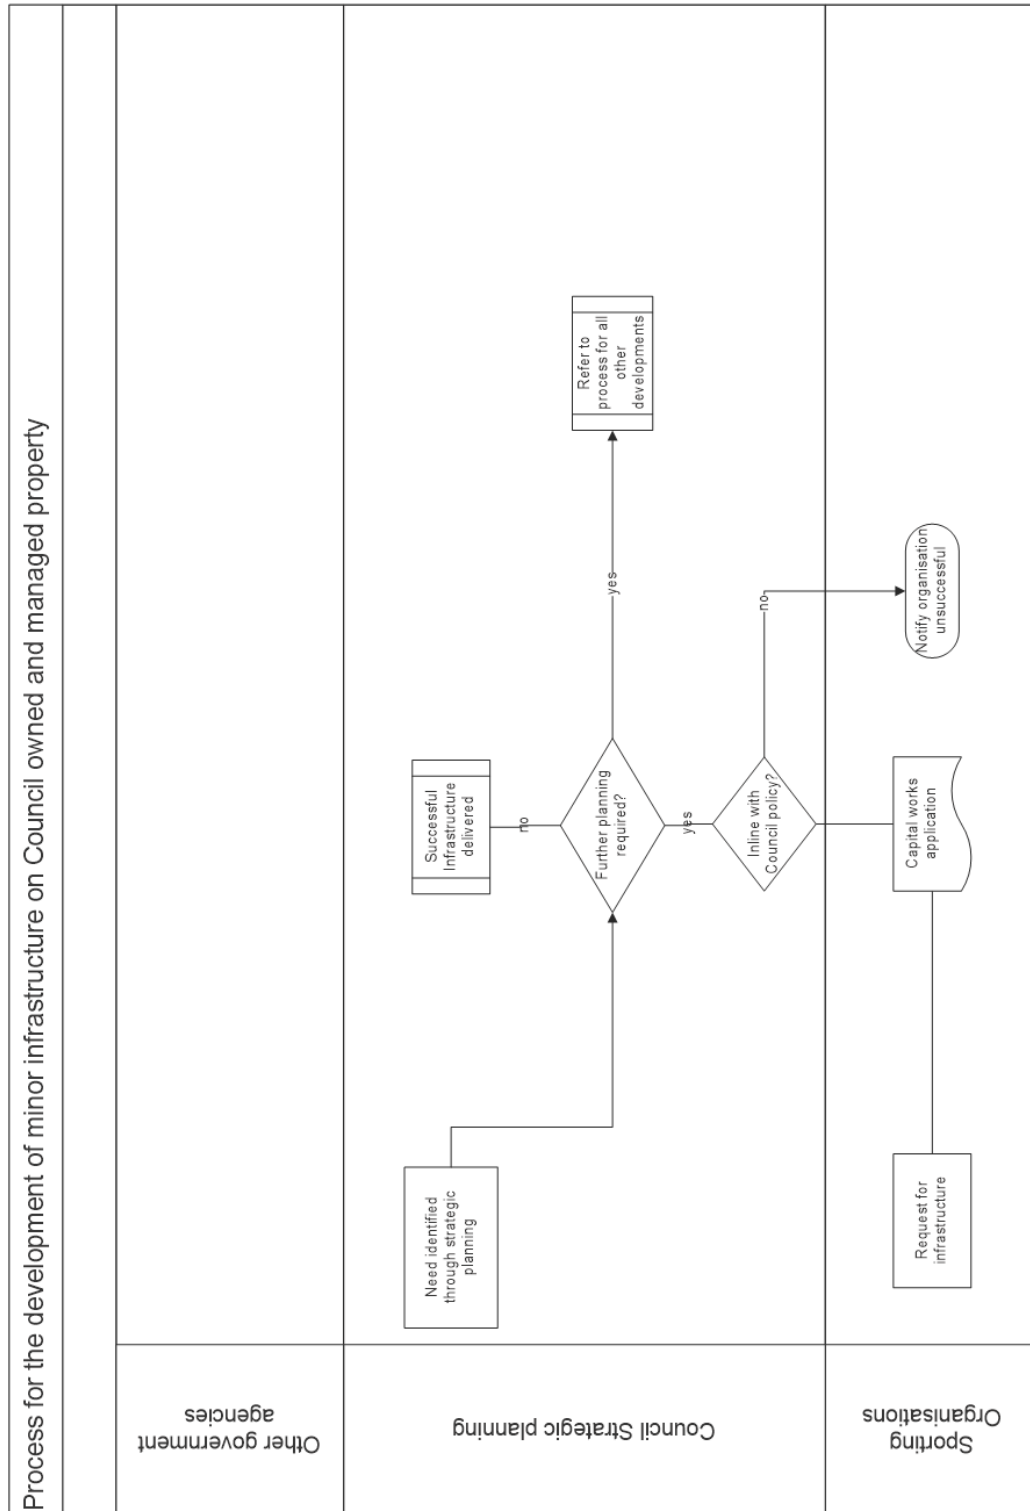 Process for the development of minor infrastructure on Council owned and managed property
Other government
agencies
Council Strategic planning
Need identified
through strategic
planning
Successful
Infrastructure
delivered
no
Further planning
required?
yes
Refer to
process for all
other
developments
yes
Inline with
Council policy?
no
Sporting
Organisations
Request for
infrastructure
Capital works
application
Notify organisation
unsuccessful